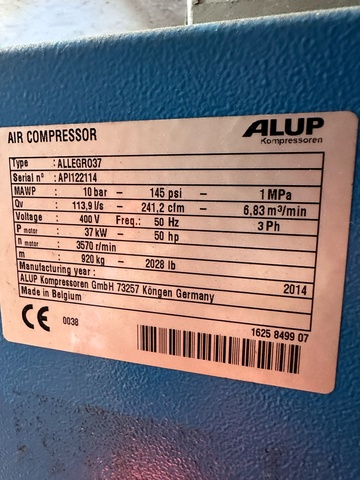 AIR COMPRESSOR
ALUP
Kompressoren
Type : ALLEGRO37
Serial n° : API122114
MAWP : 10 bar – 145 psi – 1 MPa
Qv : 113,9 l/s – 241,2 cfm – 6,83 m³/min
Voltage : 400 V Freq.: 50 Hz 3 Ph
P motor : 37 kW – 50 hp
n motor : 3570 r/min
m : 920 kg – 2028 lb
Manufacturing year: 2014
ALUP Kompressoren GmbH 73257 Köngen Germany
Made in Belgium
CE 0038
1625 8499 07